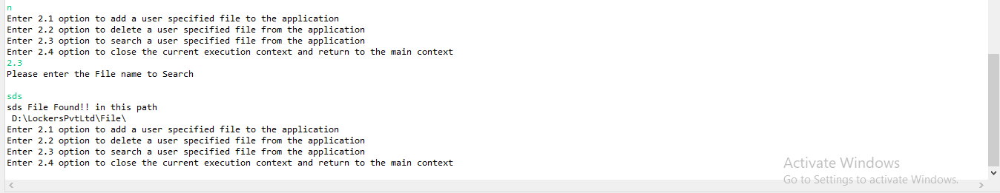 n
Enter 2.1 option to add a user specified file to the application
Enter 2.2 option to delete a user specified file from the application
Enter 2.3 option to search a user specified file from the application
Enter 2.4 option to close the current execution context and return to the main context
2.3
Please enter the File name to Search
sds
sds File Found!! in this path
D:\LockersPvtLtd\File\
Enter 2.1 option to add a user specified file to the application
Enter 2.2 option to delete a user specified file from the application
Enter 2.3 option to search a user specified file from the application
Enter 2.4 option to close the current execution context and return to the main context
Activate Windows
Go to Settings to activate Windows.